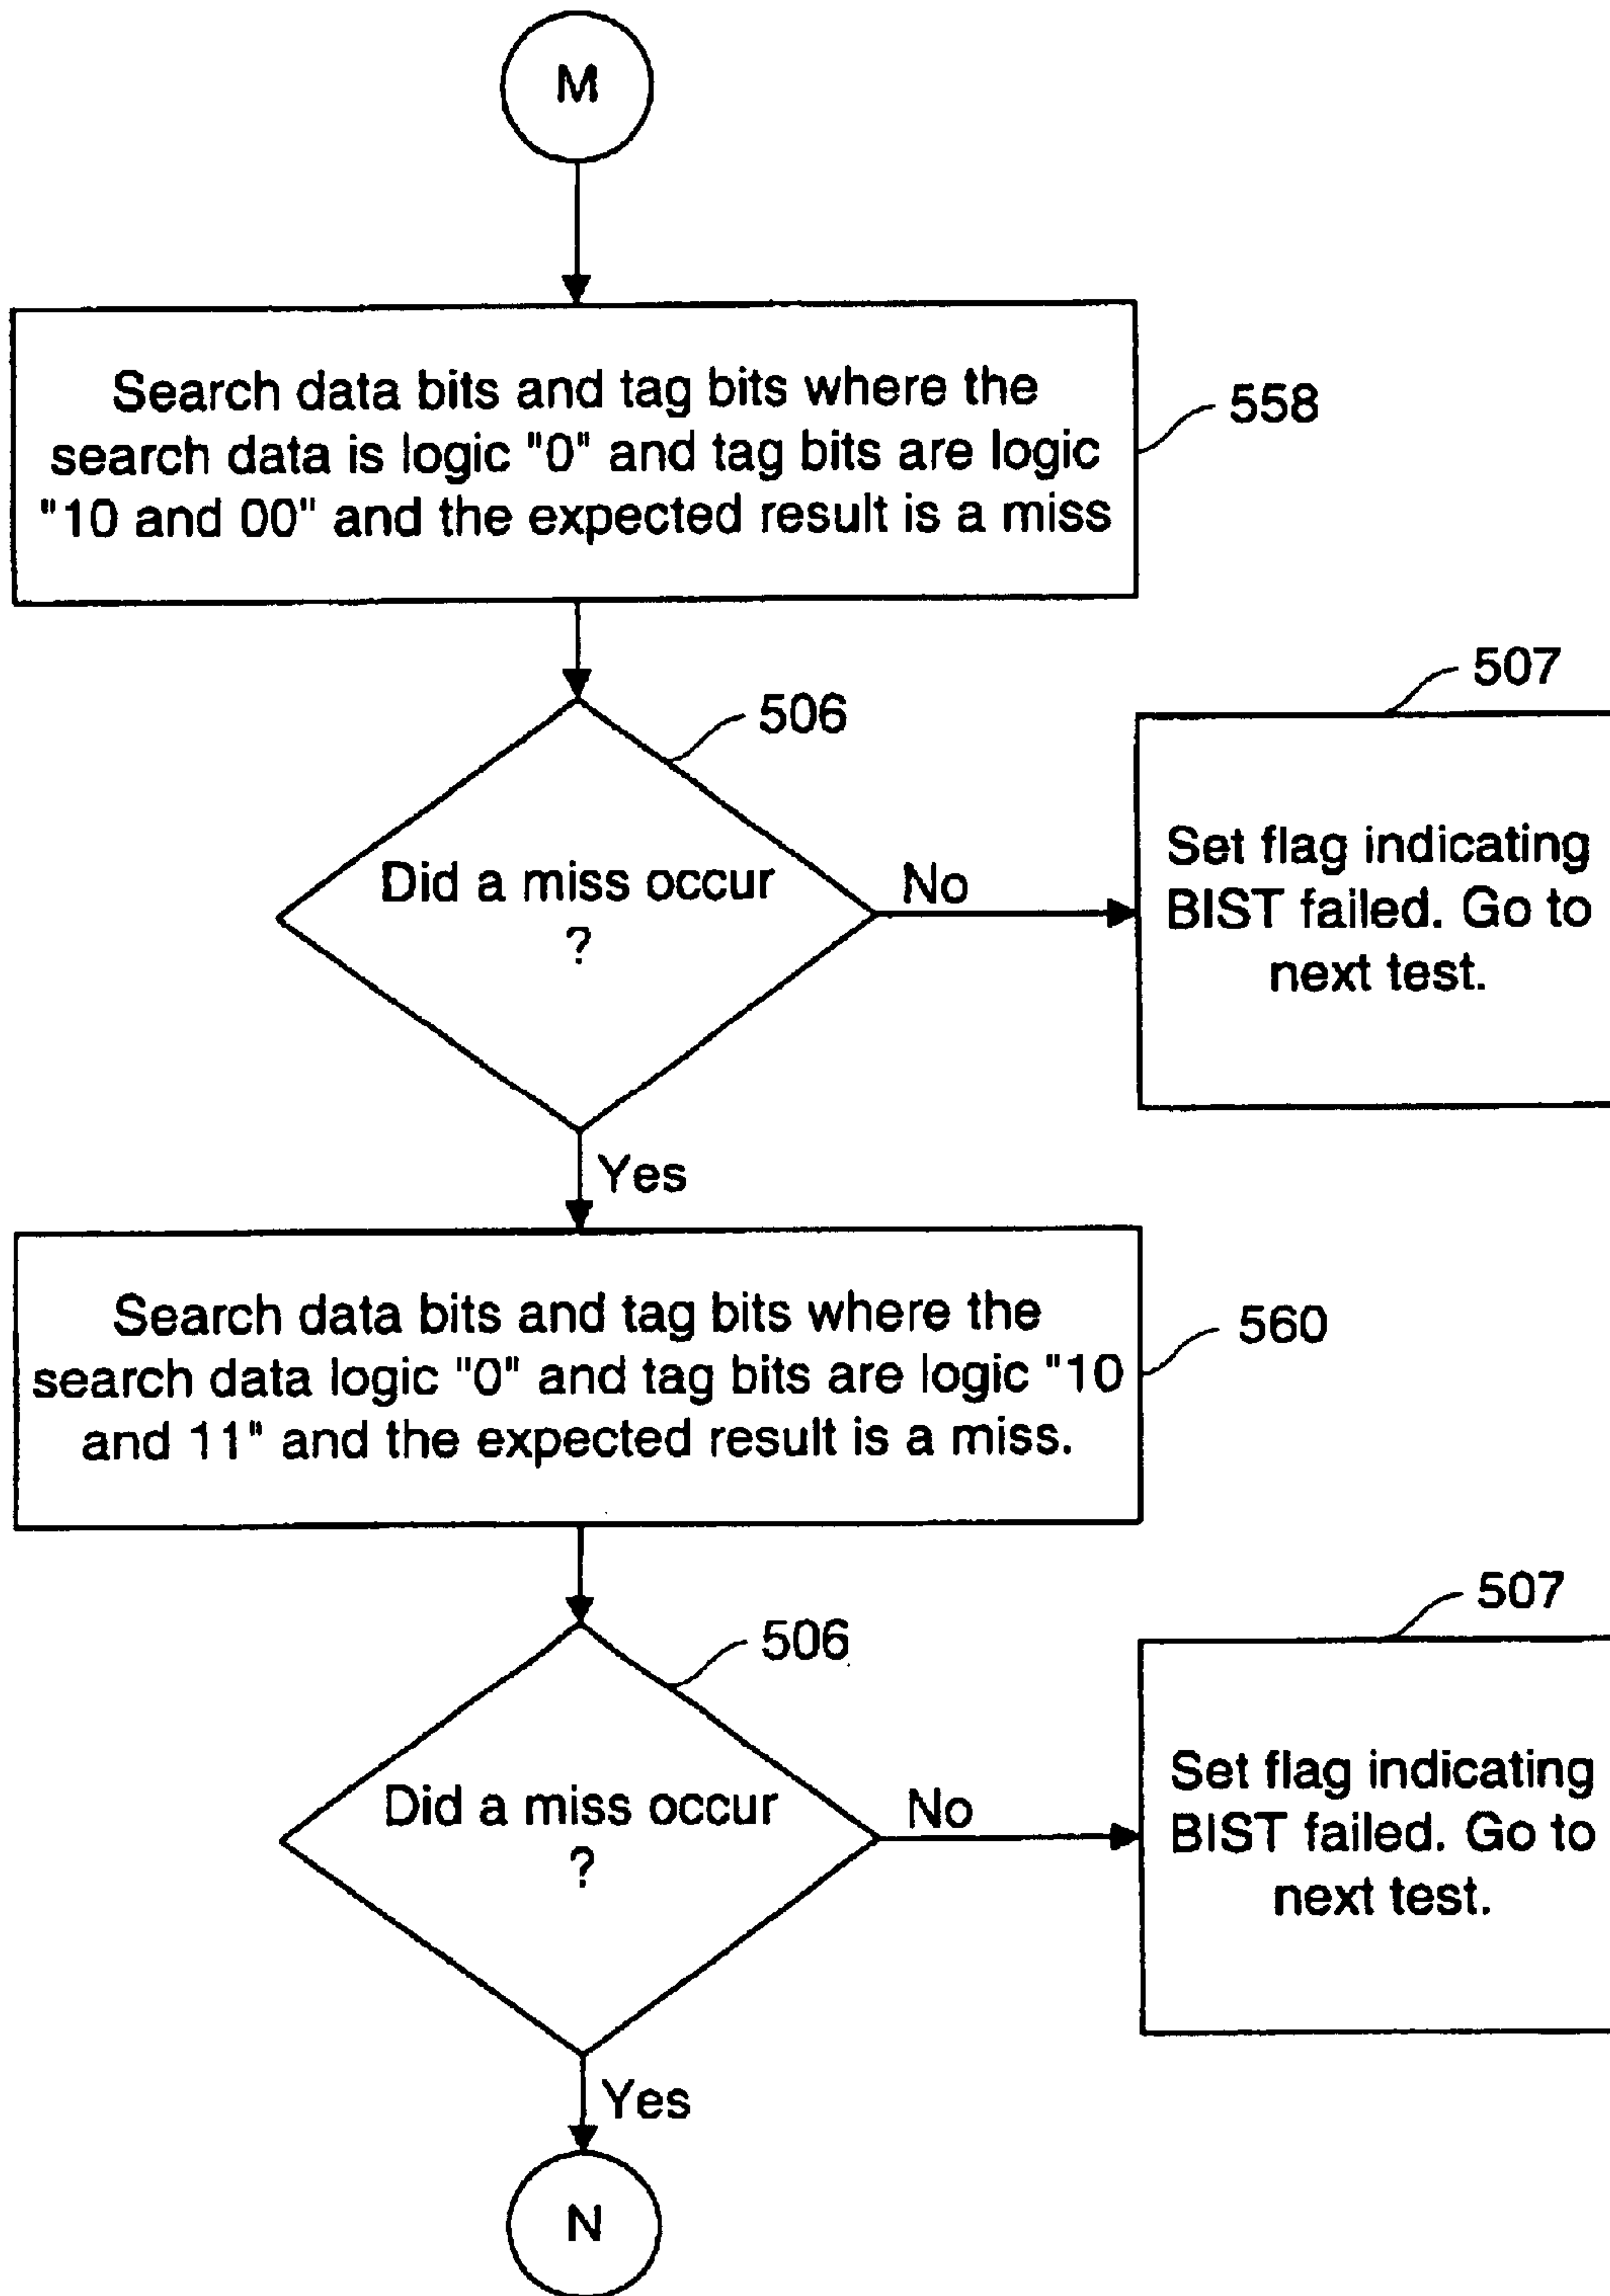 M
Search data bits and tag bits where the
search data is logic "0" and tag bits are logic
"10 and 00" and the expected result is a miss
558
506
507
Did a miss occur
?
No
Set flag indicating
BIST failed. Go to
next test.
Yes
Search data bits and tag bits where the
search data logic "0" and tag bits are logic "10
and 11" and the expected result is a miss.
560
506
507
Did a miss occur
?
No
Set flag indicating
BIST failed. Go to
next test.
Yes
N